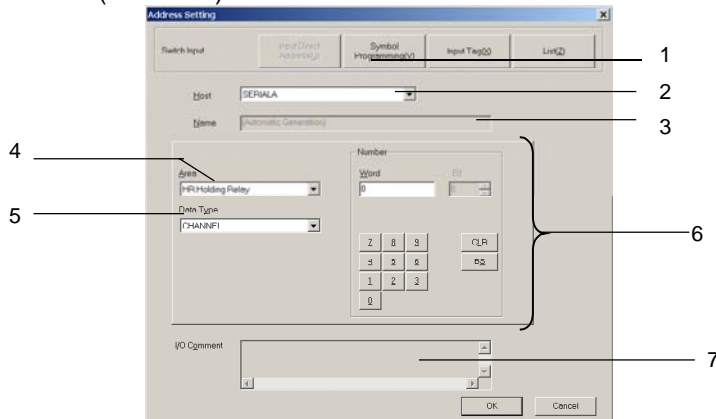 Address Setting
Switch Input
Input Direct
Address(J)
Symbol
Programming(V)
Input Tag(X)
List(Z)
1
Host
SERIALA
2
Name
(Automatic Generation)
3
4
Number
Area
Word
Bit
HR:Holding Relay
0
0
5
Data Type
CHANNEL
7 8 9 CLR
4 5 6 BS
1 2 3
0
6
I/O Comment
7
OK Cancel